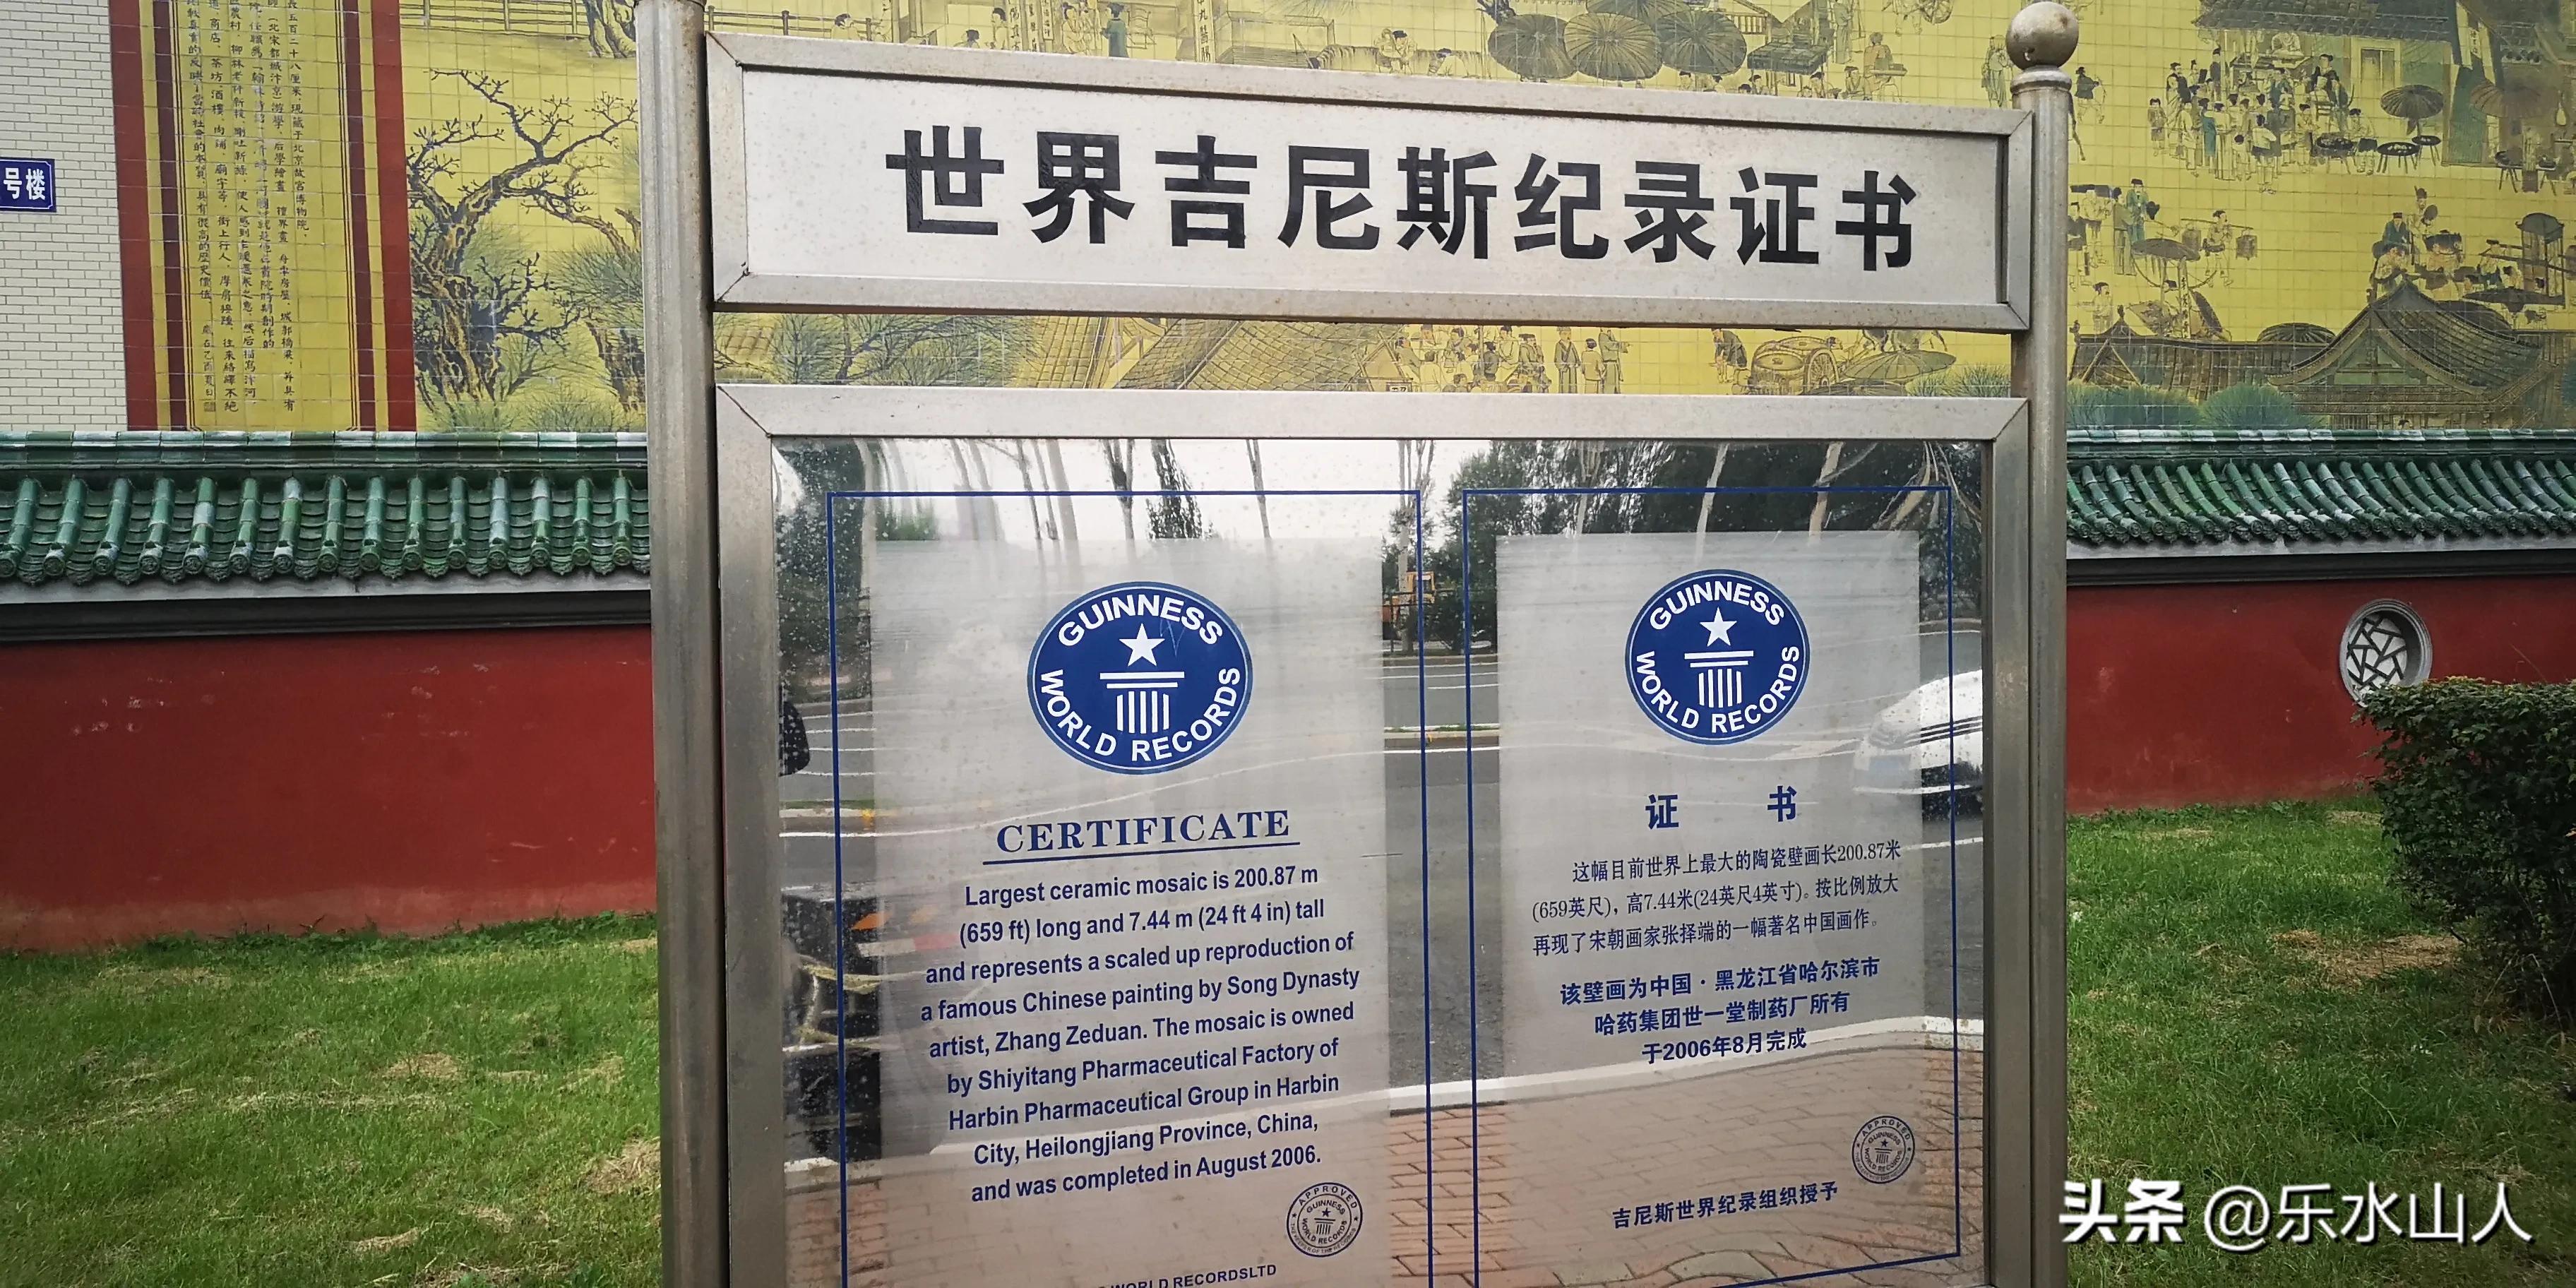 世界吉尼斯纪录证书
号楼
GUINNESS
WORLD RECORDS
CERTIFICATE
Largest ceramic mosaic is 200.87 m
(659 ft) long and 7.44 m (24 ft 4 in) tall
and represents a scaled up reproduction of
a famous Chinese painting by Song Dynasty
artist, Zhang Zeduan. The mosaic is owned
by Shiyitang Pharmaceutical Factory of
Harbin Pharmaceutical Group in Harbin
City, Heilongjiang Province, China,
and was completed in August 2006.
APPROVED
GUINNESS
WORLD RECORDS
WORLD RECORDSLTD
GUINNESS
WORLD RECORDS
证 书
这幅目前世界上最大的陶瓷壁画长200.87米
(659英尺), 高7.44米(24英尺4英寸)。按比例放大
再现了宋朝画家张择端的一幅著名中国画作。
该壁画为中国·黑龙江省哈尔滨市
哈药集团世一堂制药厂所有
于2006年8月完成
APPROVED
GUINNESS
WORLD RECORDS
吉尼斯世界纪录组织授予
头条 @乐水山人